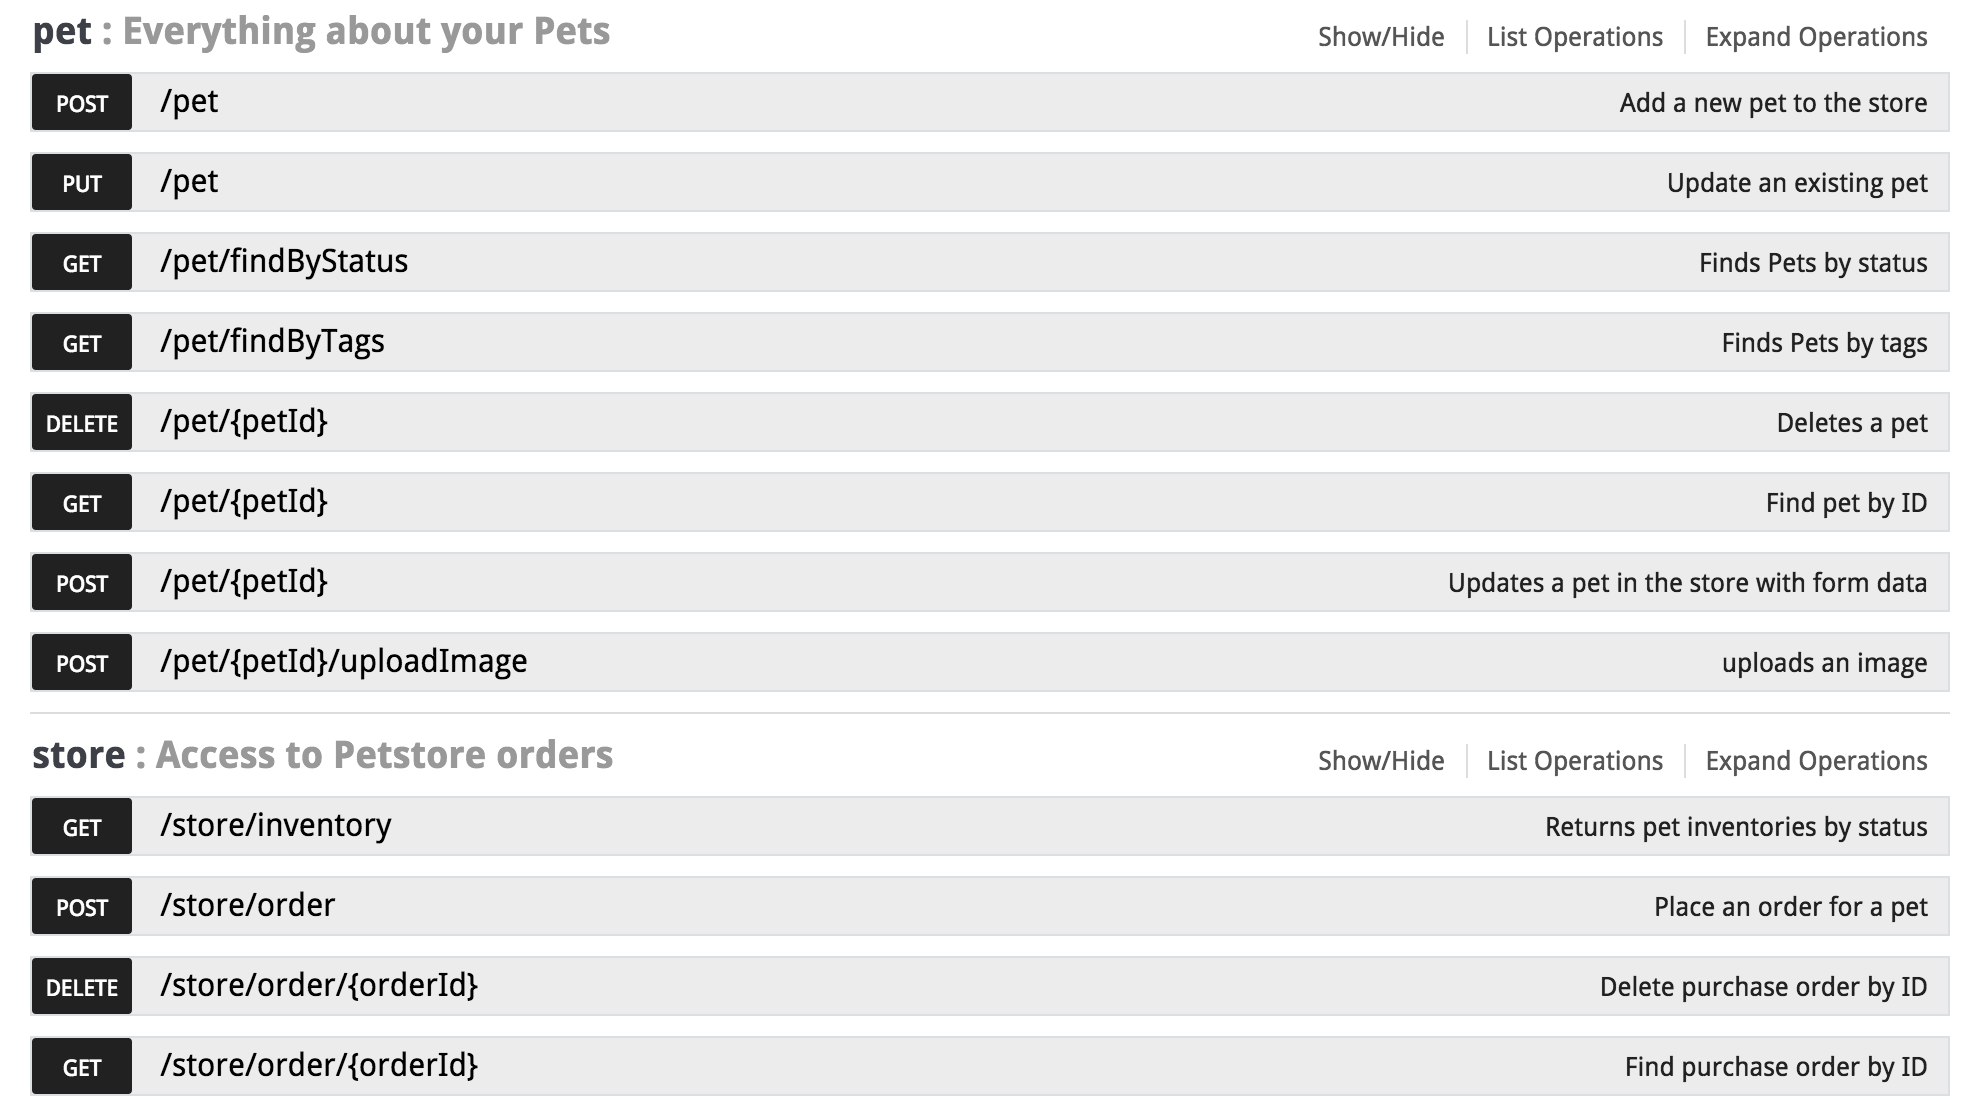 pet : Everything about your Pets Show/Hide List Operations Expand Operations
POST /pet Add a new pet to the store
PUT /pet Update an existing pet
GET /pet/findByStatus Finds Pets by status
GET /pet/findByTags Finds Pets by tags
DELETE /pet/{petId} Deletes a pet
GET /pet/{petId} Find pet by ID
POST /pet/{petId} Updates a pet in the store with form data
POST /pet/{petId}/uploadImage uploads an image
store : Access to Petstore orders Show/Hide List Operations Expand Operations
GET /store/inventory Returns pet inventories by status
POST /store/order Place an order for a pet
DELETE /store/order/{orderId} Delete purchase order by ID
GET /store/order/{orderId} Find purchase order by ID